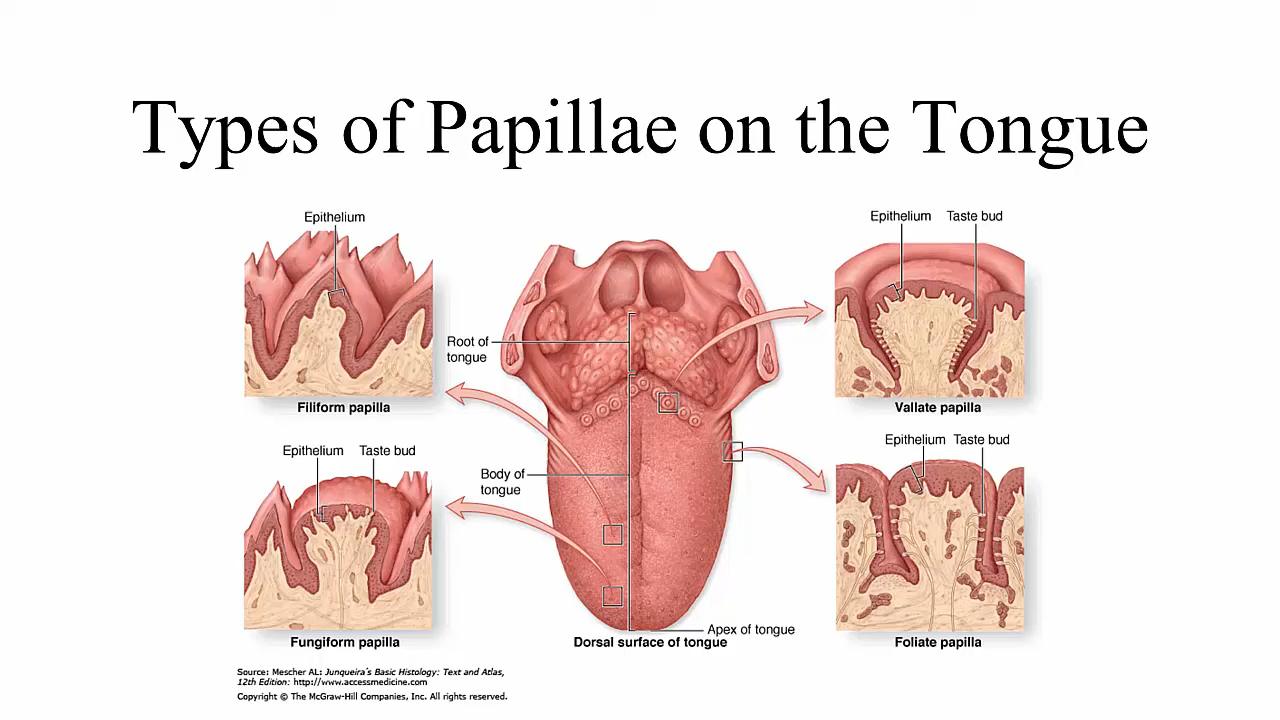 Types of Papillae on the Tongue
Epithelium
Filiform papilla
Epithelium Taste bud
Fungiform papilla
Root of
tongue
Body of
tongue
Apex of tongue
Dorsal surface of tongue
Epithelium Taste bud
Vallate papilla
Epithelium Taste bud
Foliate papilla
Source: Mescher AL: Junqueira's Basic Histology: Text and Atlas,
12th Edition: http://www.accessmedicine.com
Copyright © The McGraw-Hill Companies, Inc. All rights reserved.